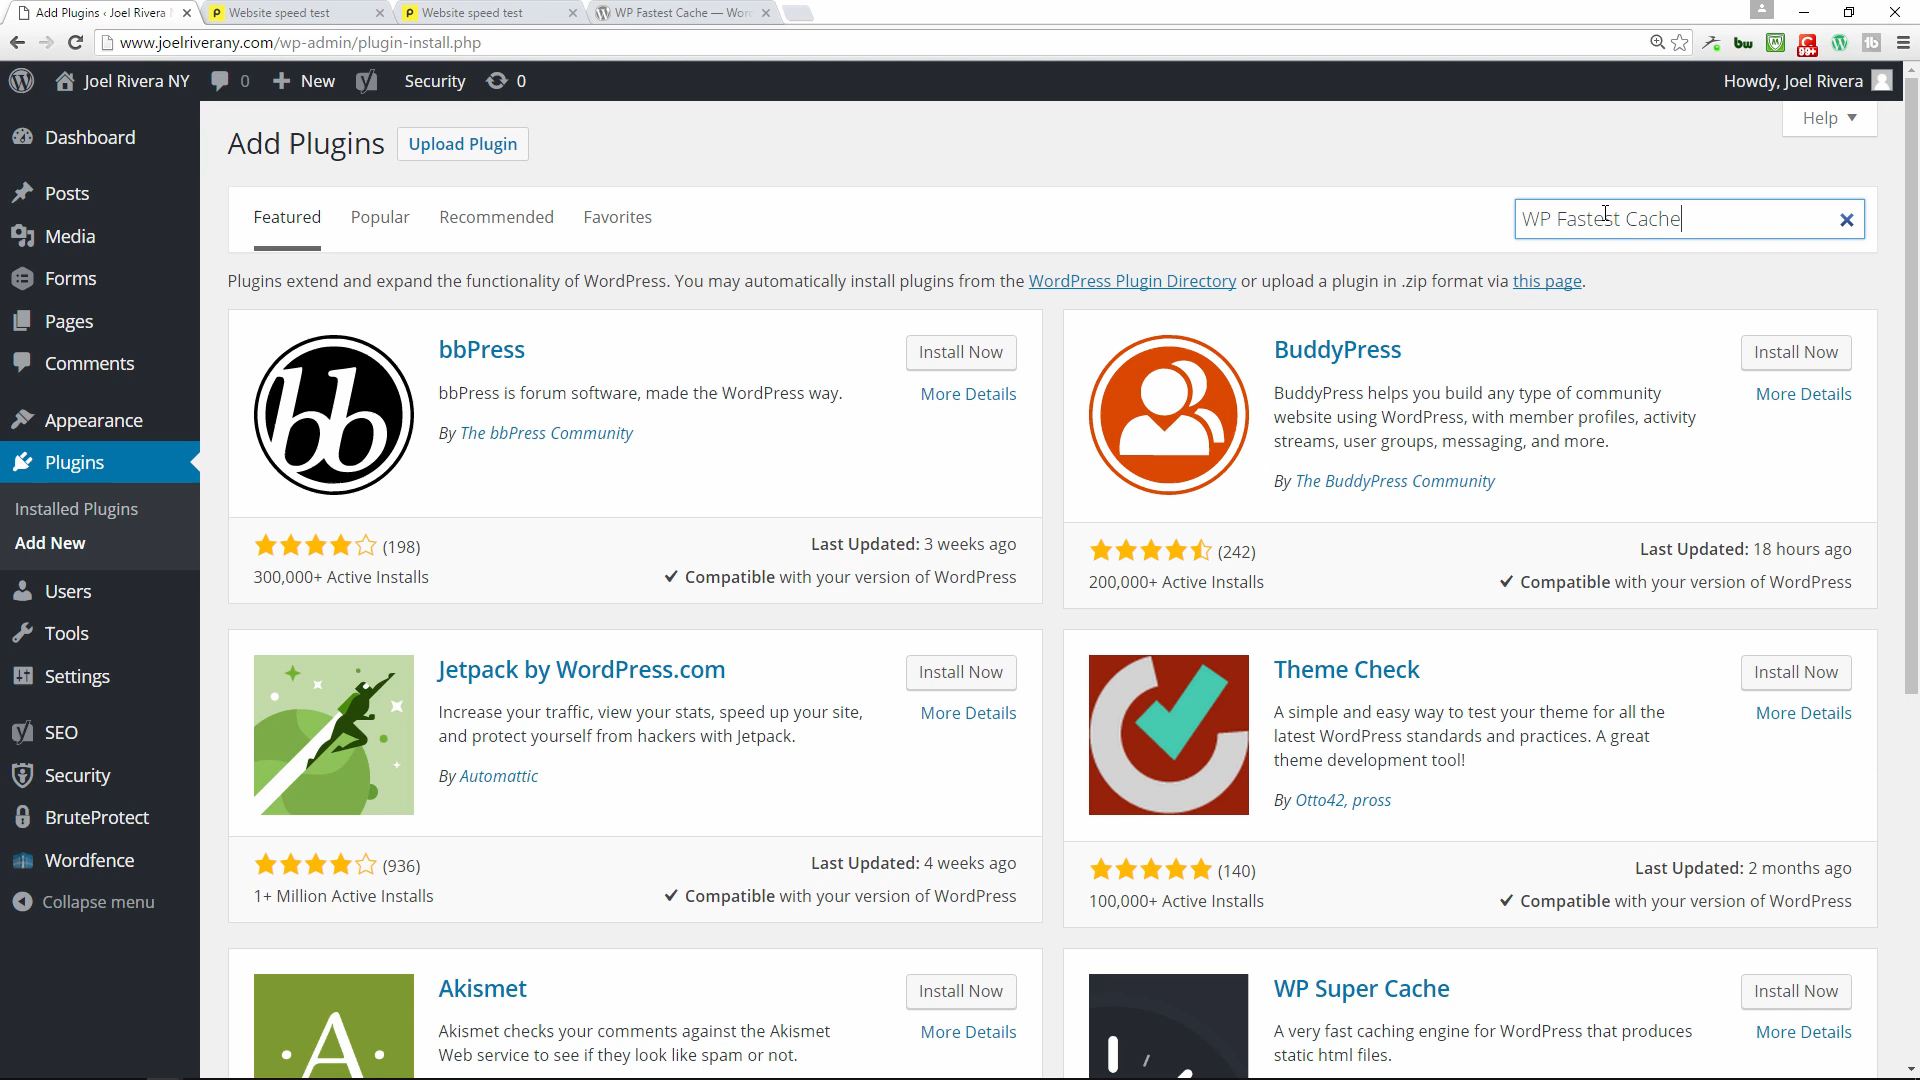 Add Plugins ‹ Joel Rivera
Website speed test
Website speed test
WP Fastest Cache — Wor
www.joelriverany.com/wp-admin/plugin-install.php
bw
99+
Joel Rivera NY
0
New
Security
0
Howdy, Joel Rivera
Dashboard
Posts
Media
Forms
Pages
Comments
Appearance
Plugins
Installed Plugins
Add New
Users
Tools
Settings
SEO
Security
BruteProtect
Wordfence
Collapse menu
Help
Add Plugins
Upload Plugin
Featured
Popular
Recommended
Favorites
WP Fastest Cache
Plugins extend and expand the functionality of WordPress. You may automatically install plugins from the WordPress Plugin Directory or upload a plugin in .zip format via this page.
bb
bbPress
Install Now
More Details
bbPress is forum software, made the WordPress way.
By The bbPress Community
(198)
300,000+ Active Installs
Last Updated: 3 weeks ago
Compatible with your version of WordPress
BuddyPress
Install Now
More Details
BuddyPress helps you build any type of community
website using WordPress, with member profiles, activity
streams, user groups, messaging, and more.
By The BuddyPress Community
(242)
200,000+ Active Installs
Last Updated: 18 hours ago
Compatible with your version of WordPress
Jetpack by WordPress.com
Install Now
More Details
Increase your traffic, view your stats, speed up your site,
and protect yourself from hackers with Jetpack.
By Automattic
(936)
1+ Million Active Installs
Last Updated: 4 weeks ago
Compatible with your version of WordPress
Theme Check
Install Now
More Details
A simple and easy way to test your theme for all the
latest WordPress standards and practices. A great
theme development tool!
By Otto42, pross
(140)
100,000+ Active Installs
Last Updated: 2 months ago
Compatible with your version of WordPress
A
Akismet
Install Now
More Details
Akismet checks your comments against the Akismet
Web service to see if they look like spam or not.
WP Super Cache
Install Now
More Details
A very fast caching engine for WordPress that produces
static html files.